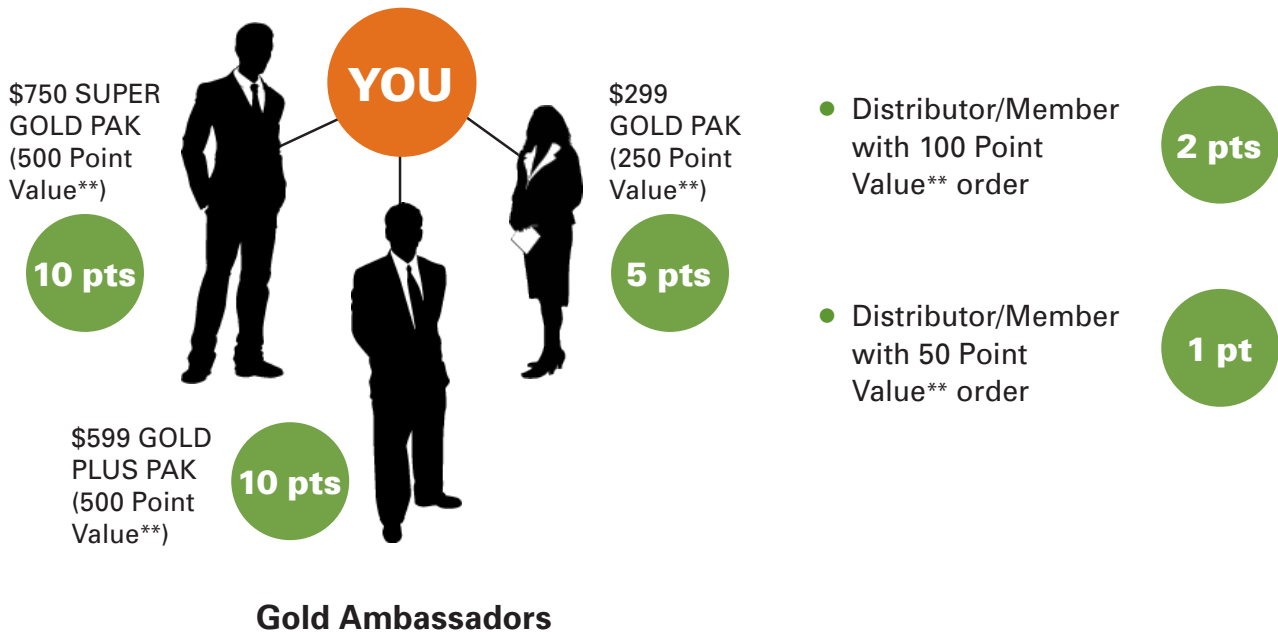 YOU
$750 SUPER
GOLD PAK
(500 Point
Value**)
10 pts
$599 GOLD
PLUS PAK
(500 Point
Value**)
10 pts
$299
GOLD PAK
(250 Point
Value**)
5 pts
Gold Ambassadors
• Distributor/Member
with 100 Point
Value** order
2 pts
• Distributor/Member
with 50 Point
Value** order
1 pt